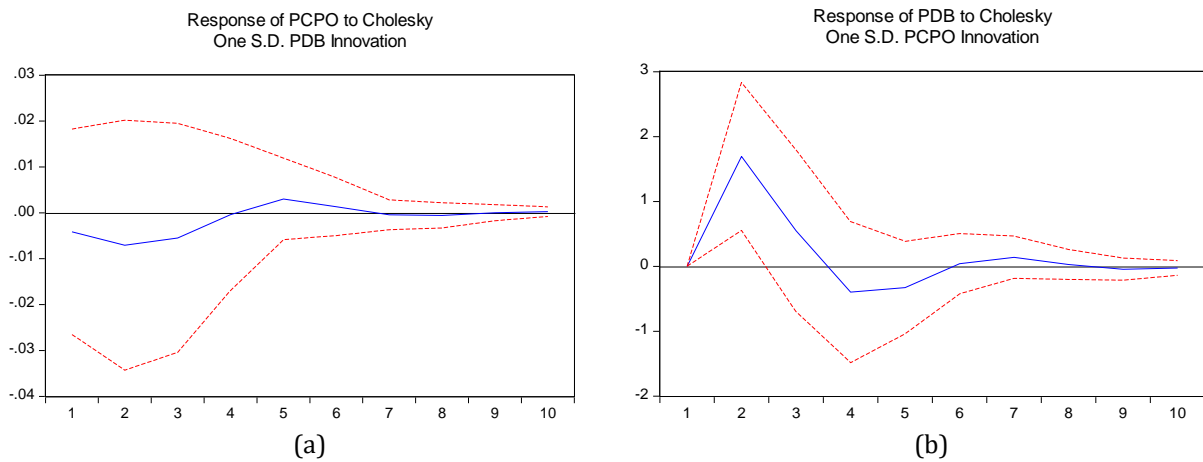 Response of PCPO to Cholesky
One S.D. PDB Innovation
.03
.02
.01
.00
-.01
-.02
-.03
-.04
1 2 3 4 5 6 7 8 9 10
(a)
Response of PDB to Cholesky
One S.D. PCPO Innovation
3
2
1
0
-1
-2
1 2 3 4 5 6 7 8 9 10
(b)